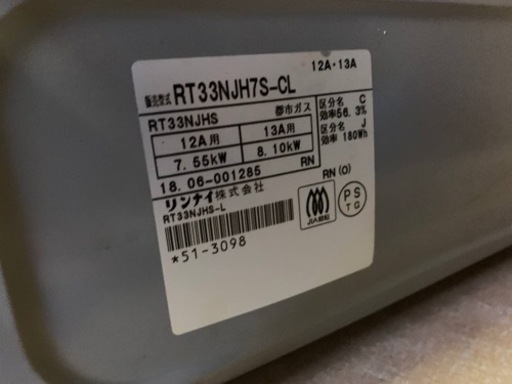 12A・13A
販売型式 RT33NJH7S-CL
RT33NJHS 都市ガス
12A用 13A用
7.55kW 8.10kW
区分名 C
効率56.3%
区分名 J
効率 180Wh
18.06-001285 RN
RN (O)
リンナイ株式会社
RT33NJHS-L
*51-3098
JIA認証
PS
TG